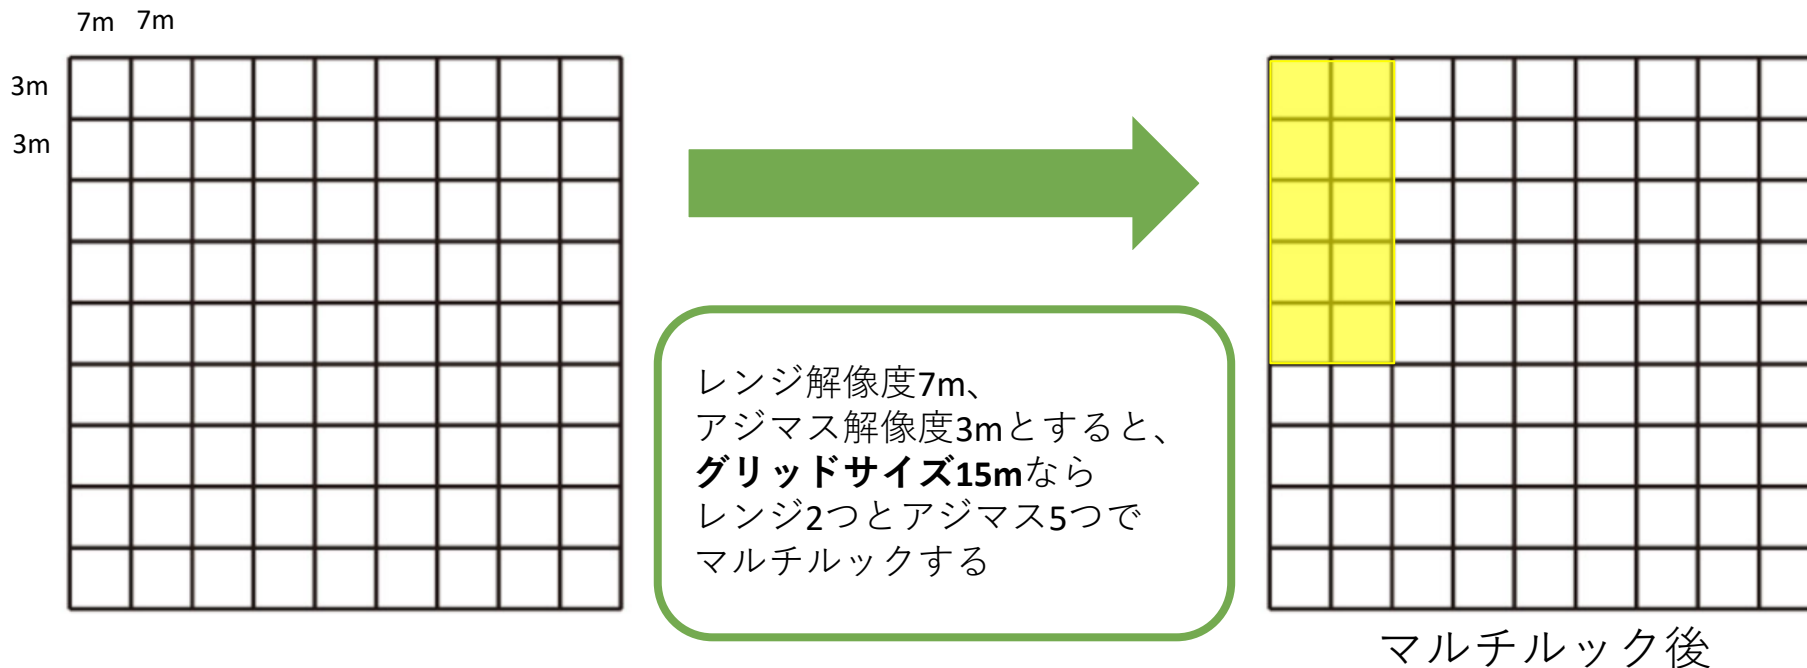 7m 7m
3m
3m
レンジ解像度7m、
アジマス解像度3mとすると、
グリッドサイズ15mなら
レンジ2つとアジマス5つで
マルチルックする
マルチルック後